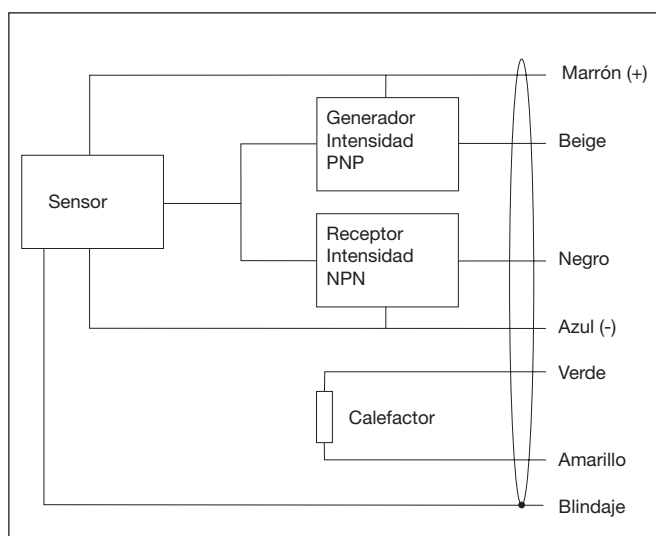 Marrón (+)
Generador
Intensidad
PNP
Beige
Sensor
Receptor
Intensidad
NPN
Negro
Azul (-)
Verde
Calefactor
Amarillo
Blindaje